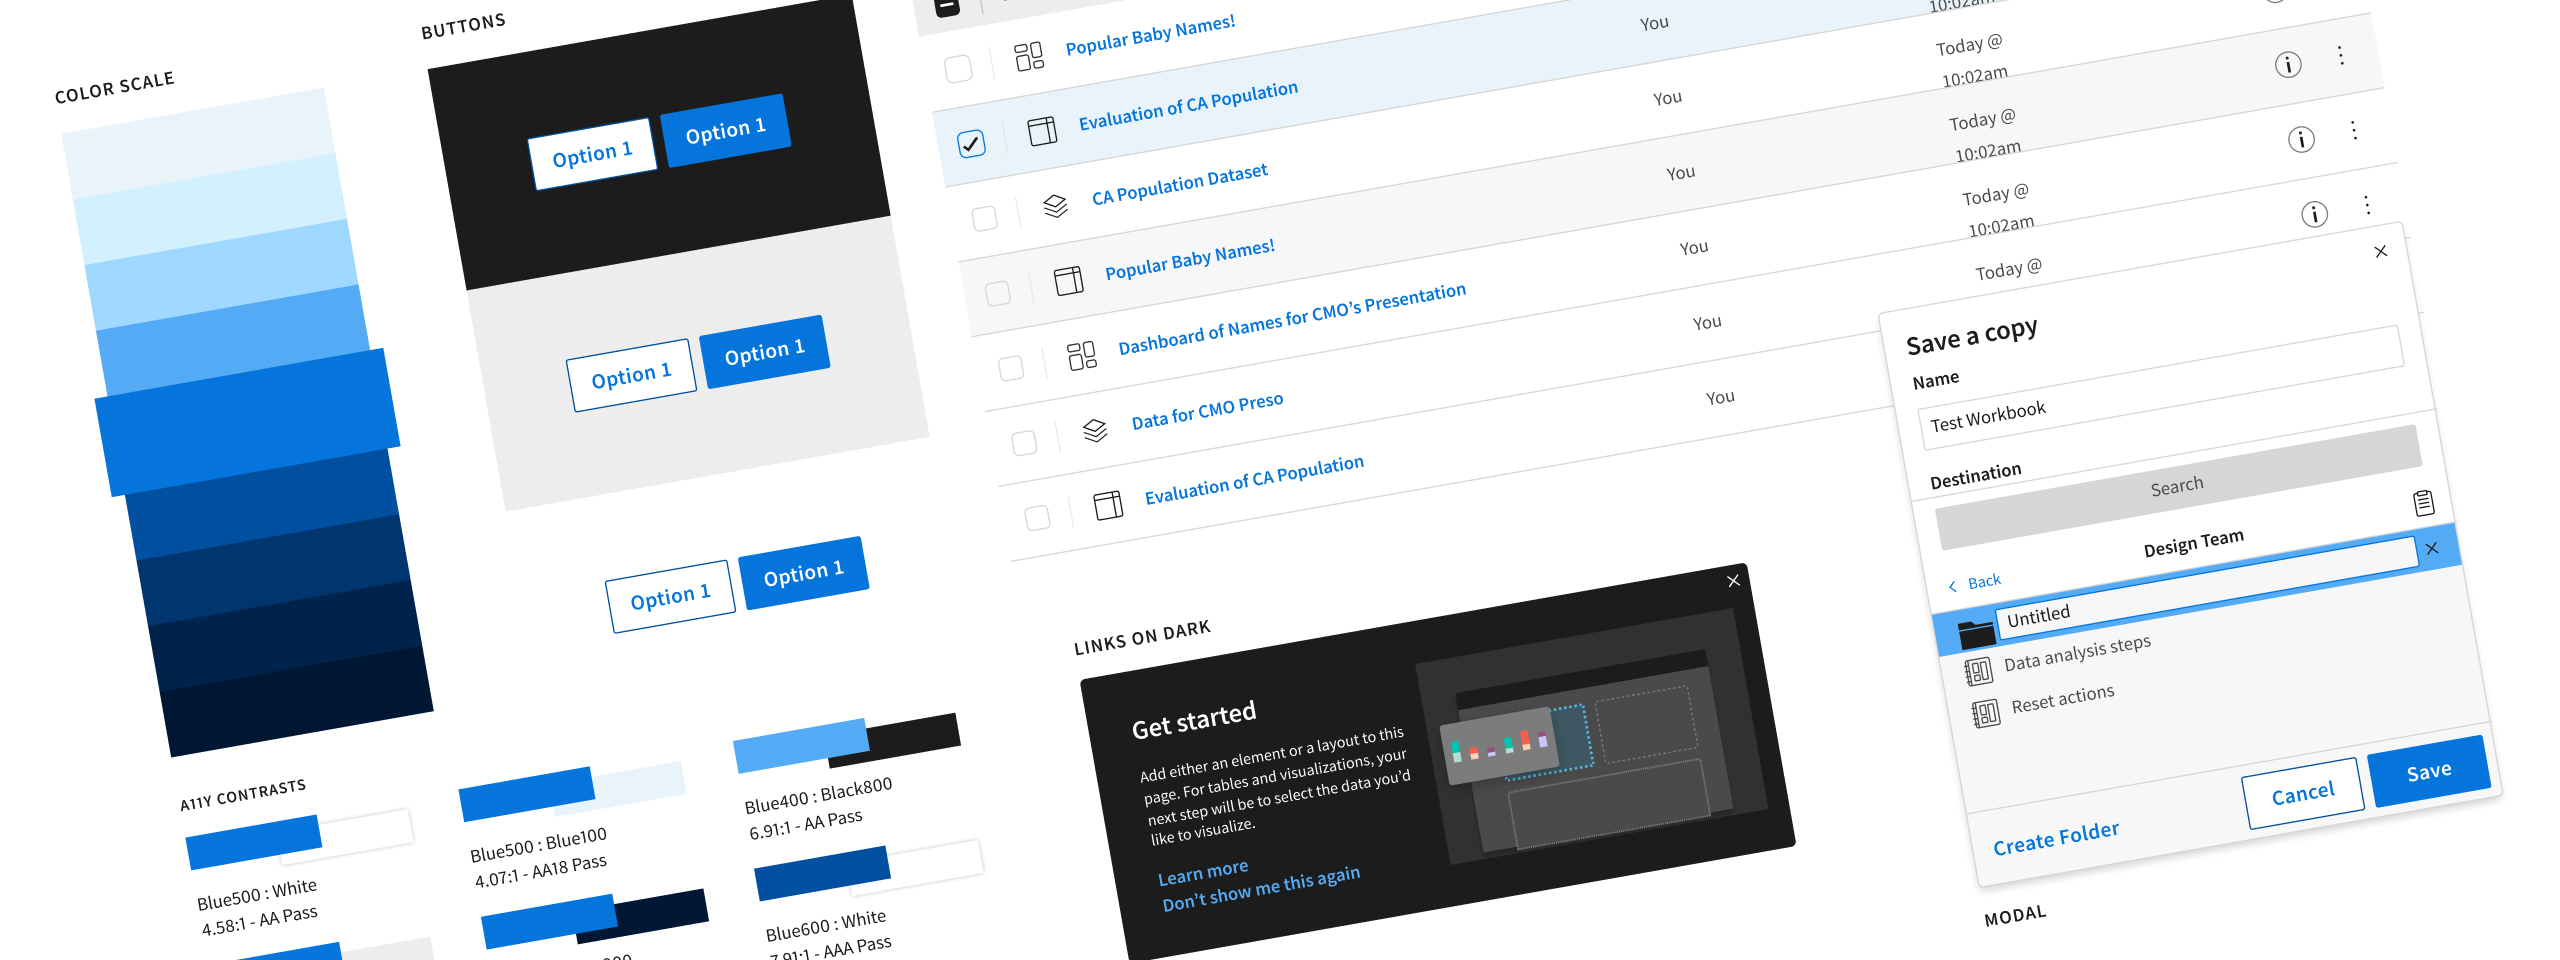 COLOR SCALE
BUTTONS
Option 1
Option 1
Option 1
Option 1
Option 1
Option 1
A11Y CONTRASTS
Blue500 : White
4.58:1 - AA Pass
Blue500 : Blue100
4.07:1 - AA18 Pass
Blue400 : Black800
6.91:1 - AA Pass
Blue600 : White
7.91:1 - AAA Pass
Popular Baby Names!
You
10:02am
Evaluation of CA Population
You
Today @
10:02am
CA Population Dataset
You
Today @
10:02am
Popular Baby Names!
You
Today @
10:02am
Dashboard of Names for CMO’s Presentation
You
Today @
Data for CMO Preso
You
Evaluation of CA Population
LINKS ON DARK
Get started
Add either an element or a layout to this
page. For tables and visualizations, your
next step will be to select the data you’d
like to visualize.
Learn more
Don’t show me this again
Save a copy
Name
Test Workbook
Destination
Search
Design Team
Back
Untitled
Data analysis steps
Reset actions
Create Folder
Cancel
Save
MODAL